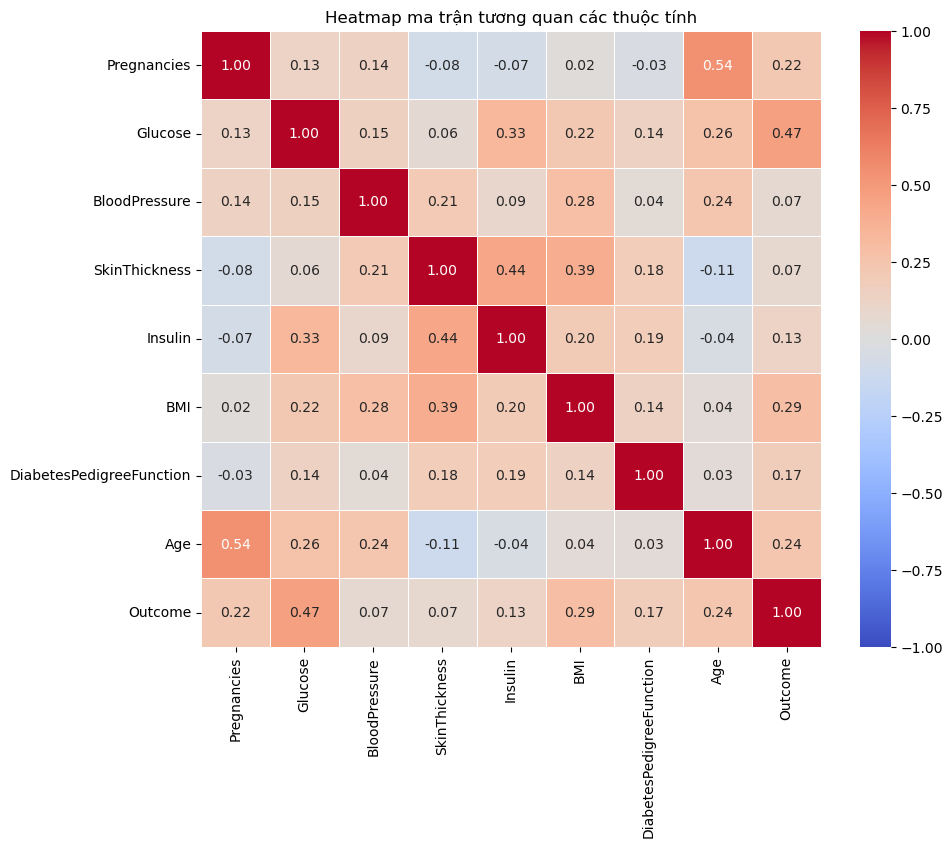 Heatmap ma trận tương quan các thuộc tính
Pregnancies 1.00 0.13 0.14 -0.08 -0.07 0.02 -0.03 0.54 0.22
Glucose 0.13 1.00 0.15 0.06 0.33 0.22 0.14 0.26 0.47
BloodPressure 0.14 0.15 1.00 0.21 0.09 0.28 0.04 0.24 0.07
SkinThickness -0.08 0.06 0.21 1.00 0.44 0.39 0.18 -0.11 0.07
Insulin -0.07 0.33 0.09 0.44 1.00 0.20 0.19 -0.04 0.13
BMI 0.02 0.22 0.28 0.39 0.20 1.00 0.14 0.04 0.29
DiabetesPedigreeFunction -0.03 0.14 0.04 0.18 0.19 0.14 1.00 0.03 0.17
Age 0.54 0.26 0.24 -0.11 -0.04 0.04 0.03 1.00 0.24
Outcome 0.22 0.47 0.07 0.07 0.13 0.29 0.17 0.24 1.00
Pregnancies
Glucose
BloodPressure
SkinThickness
Insulin
BMI
DiabetesPedigreeFunction
Age
Outcome
1.00
0.75
0.50
0.25
0.00
−0.25
−0.50
−0.75
−1.00